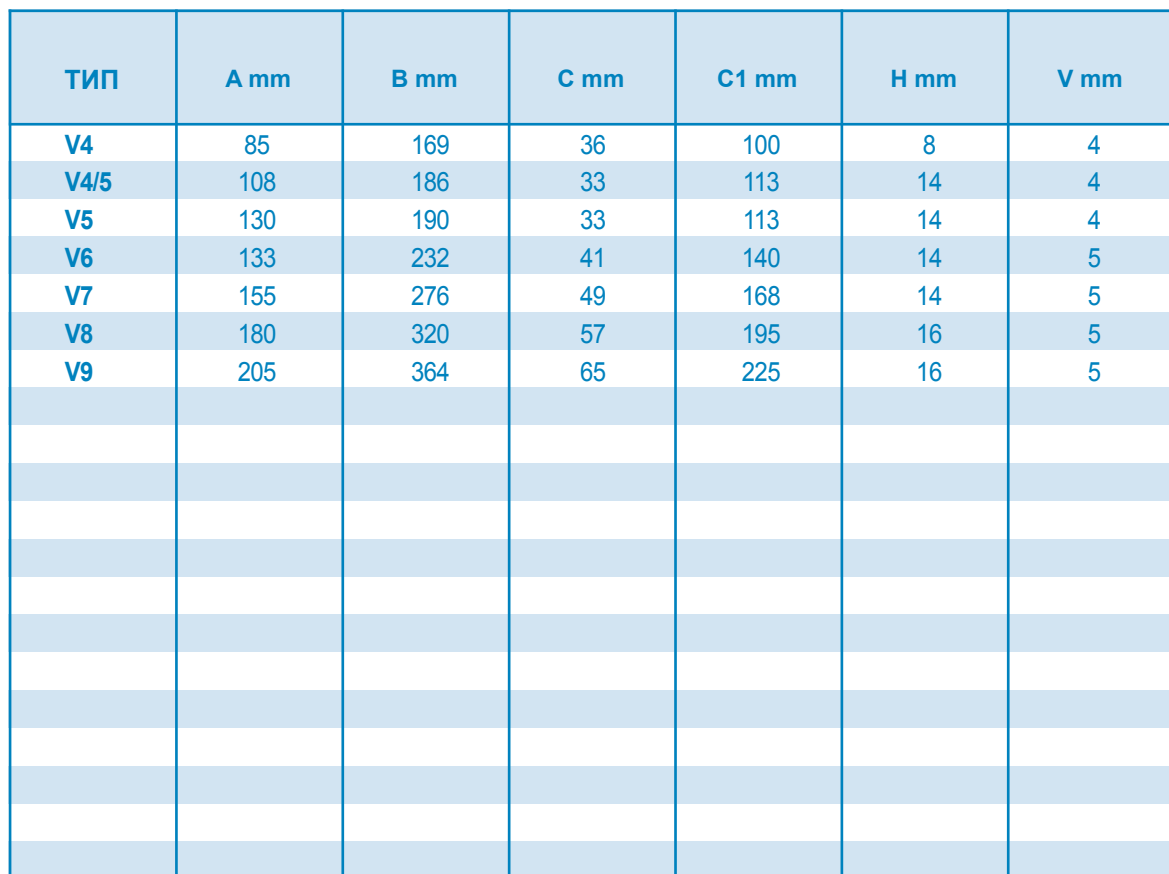 ТИП A mm B mm C mm C1 mm H mm V mm
V4 85 169 36 100 8 4
V4/5 108 186 33 113 14 4
V5 130 190 33 113 14 4
V6 133 232 41 140 14 5
V7 155 276 49 168 14 5
V8 180 320 57 195 16 5
V9 205 364 65 225 16 5